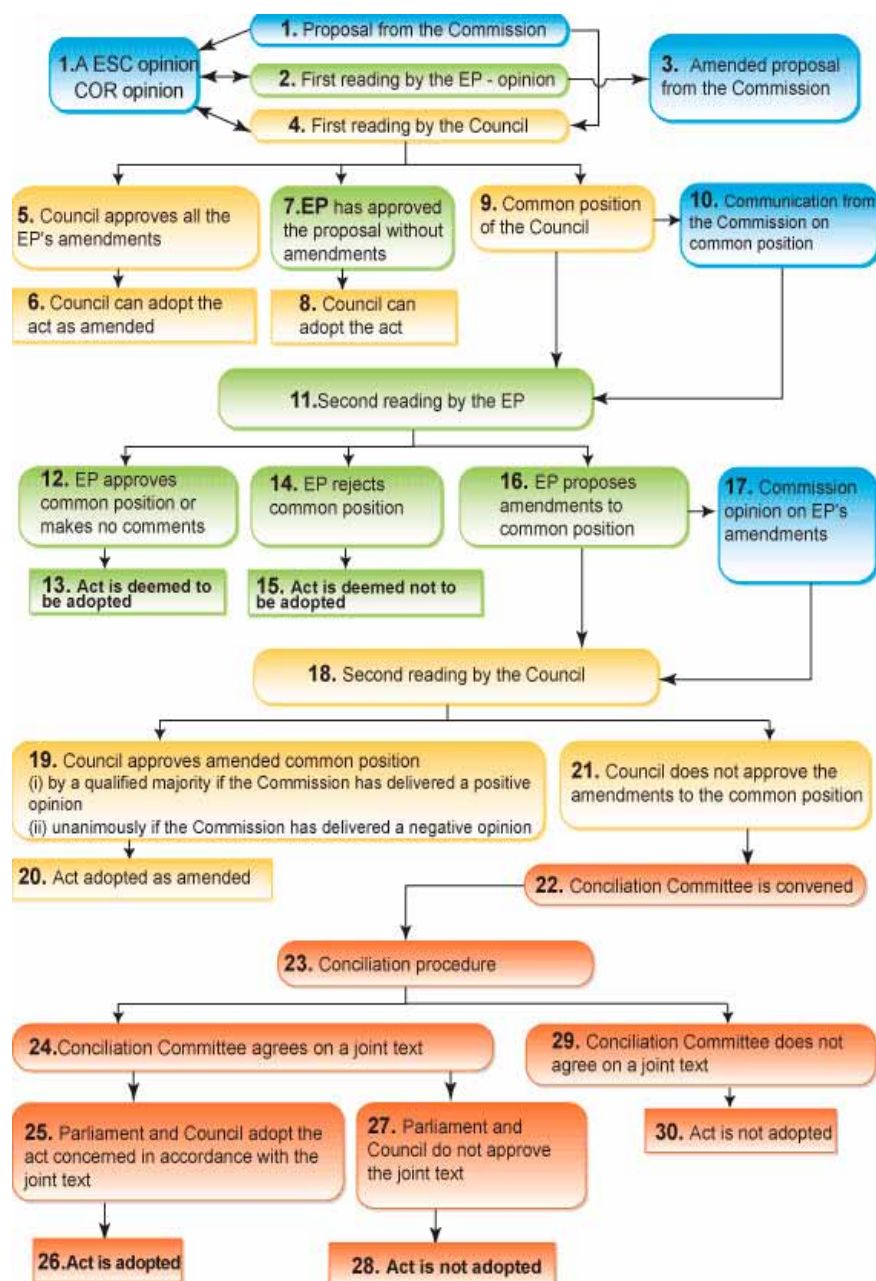 1. Proposal from the Commission
1.A ESC opinion
COR opinion
2. First reading by the EP - opinion
3. Amended proposal
from the Commission
4. First reading by the Council
5. Council approves all the
EP's amendments
7.EP has approved
the proposal without
amendments
9. Common position
of the Council
10. Communication from
the Commission on
common position
6. Council can adopt the
act as amended
8. Council can
adopt the act
11.Second reading by the EP
12. EP approves
common position or
makes no comments
14. EP rejects
common position
16. EP proposes
amendments to
common position
17. Commission
opinion on EP's
amendments
13. Act is deemed to
be adopted
15. Act is deemed not to
be adopted
18. Second reading by the Council
19. Council approves amended common position
(i) by a qualified majority if the Commission has delivered a positive
opinion
(ii) unanimously if the Commission has delivered a negative opinion
21. Council does not approve the
amendments to the common position
20. Act adopted as amended
22. Conciliation Committee is convened
23. Conciliation procedure
24.Conciliation Committee agrees on a joint text
29. Conciliation Committee does not
agree on a joint text
25. Parliament and Council adopt the
act concerned in accordance with the
joint text
27. Parliament and
Council do not approve
the joint text
30. Act is not adopted
26.Act is adopted
28. Act is not adopted